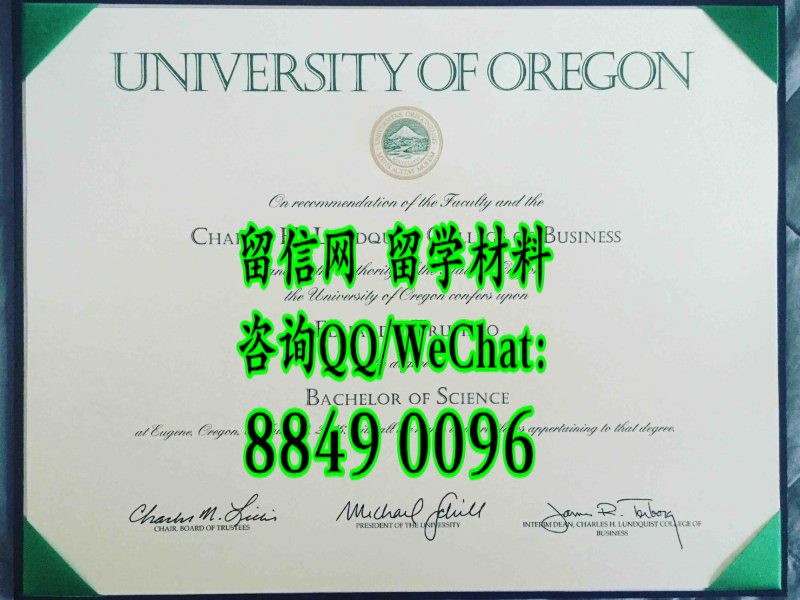 UNIVERSITY OF OREGON
On recommendation of the Faculty and the
BUSINESS
留信网 留学材料
the University of Oregon confers upon
咨询QQ/WeChat:
BACHELOR OF SCIENCE
8849 0096
at Eugene, Oregon, appertaining to that degree.
CHAIR, BOARD OF TRUSTEES
PRESIDENT OF THE UNIVERSITY
INTERIM DEAN, CHARLES H. LUNDQUIST COLLEGE OF
BUSINESS